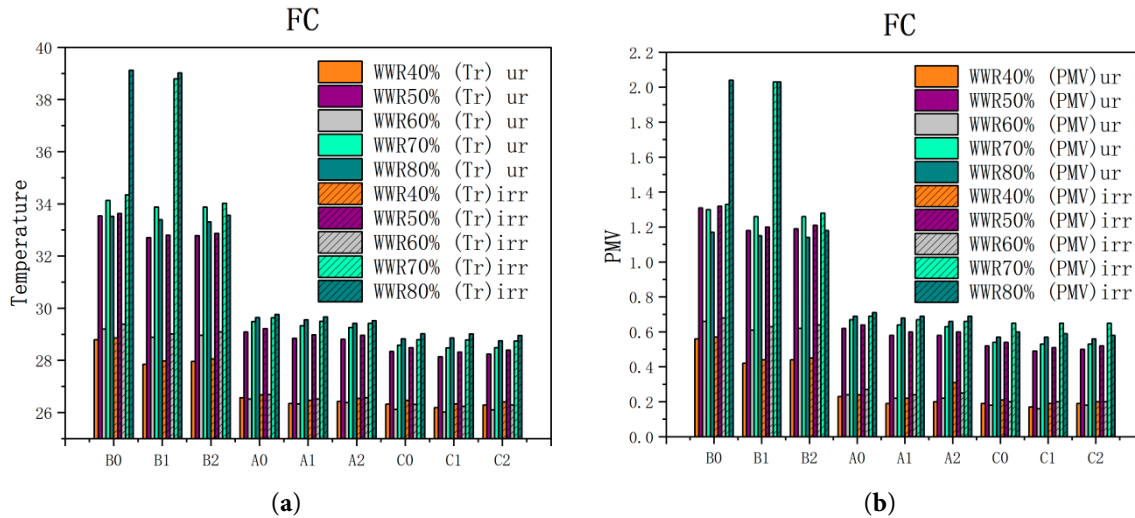 FC
40
38
36
34
32
30
28
26
Temperature
WWR40% (Tr) ur
WWR50% (Tr) ur
WWR60% (Tr) ur
WWR70% (Tr) ur
WWR80% (Tr) ur
WWR40% (Tr)irr
WWR50% (Tr)irr
WWR60% (Tr)irr
WWR70% (Tr)irr
WWR80% (Tr)irr
B0 B1 B2 A0 A1 A2 C0 C1 C2
(a)
FC
2.2
2.0
1.8
1.6
1.4
1.2
1.0
0.8
0.6
0.4
0.2
0.0
PMV
WWR40% (PMV)ur
WWR50% (PMV)ur
WWR60% (PMV)ur
WWR70% (PMV)ur
WWR80% (PMV)ur
WWR40% (PMV)irr
WWR50% (PMV)irr
WWR60% (PMV)irr
WWR70% (PMV)irr
WWR80% (PMV)irr
B0 B1 B2 A0 A1 A2 C0 C1 C2
(b)